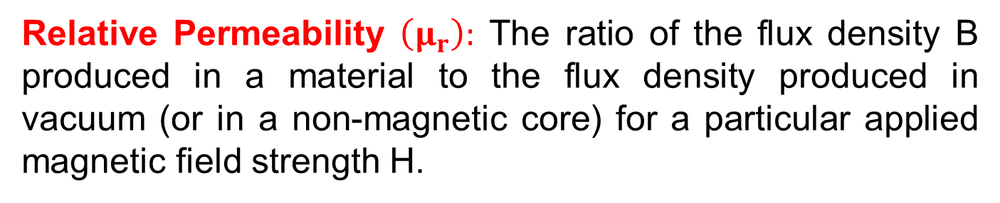 Relative Permeability (μᵣ): The ratio of the flux density B
produced in a material to the flux density produced in
vacuum (or in a non-magnetic core) for a particular applied
magnetic field strength H.